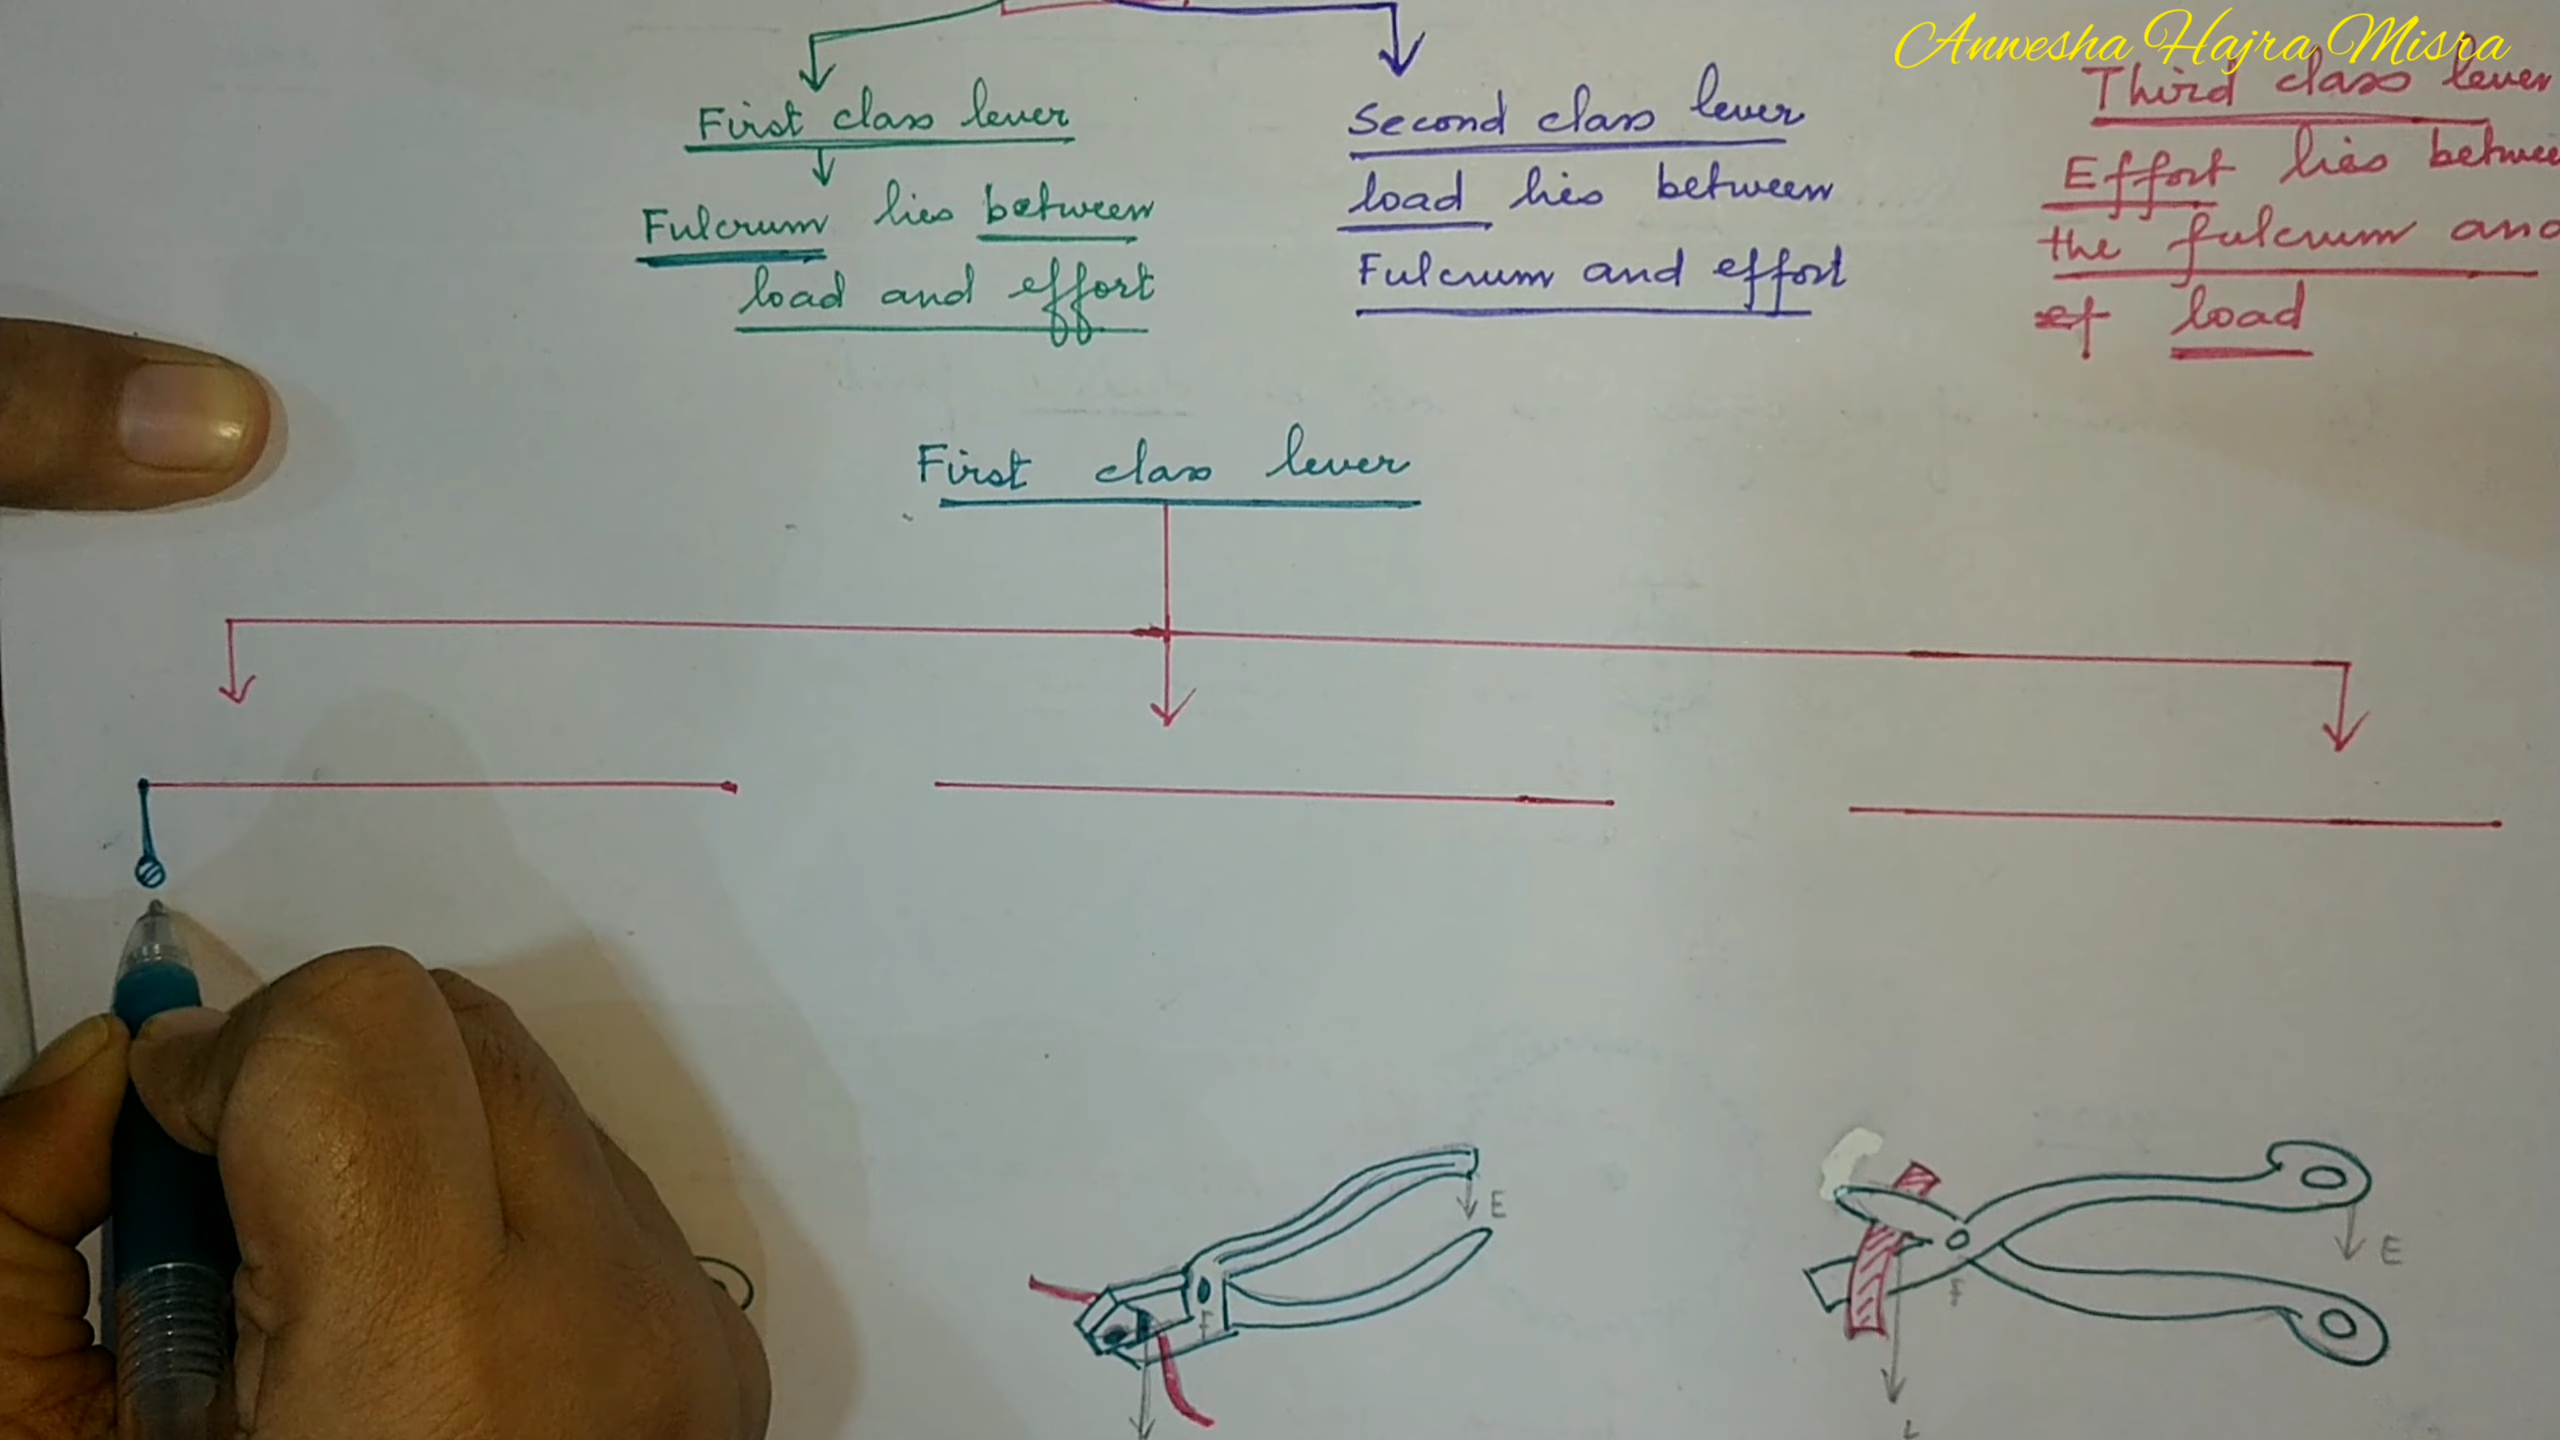 Anwesha Hajra Misra
First class lever
Fulcrum lies between
load and effort
Second class lever
load lies between
Fulcrum and effort
Third class lever
Effort lies betwee
the fulcrum and
load
First class lever
E
F
E
F
L